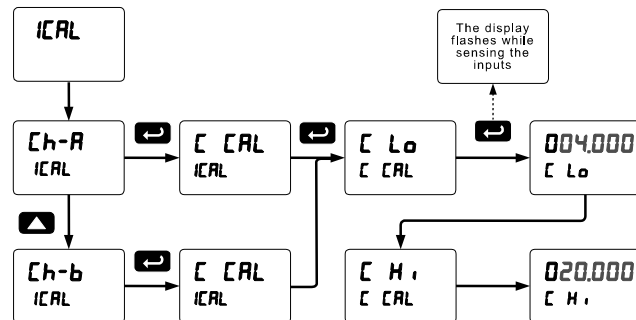 ICAL
The display
flashes while
sensing the
inputs
Ch-A
ICAL
C CAL
ICAL
C Lo
C CAL
004.000
C Lo
Ch-b
ICAL
C CAL
ICAL
C Hi
C CAL
020.000
C Hi